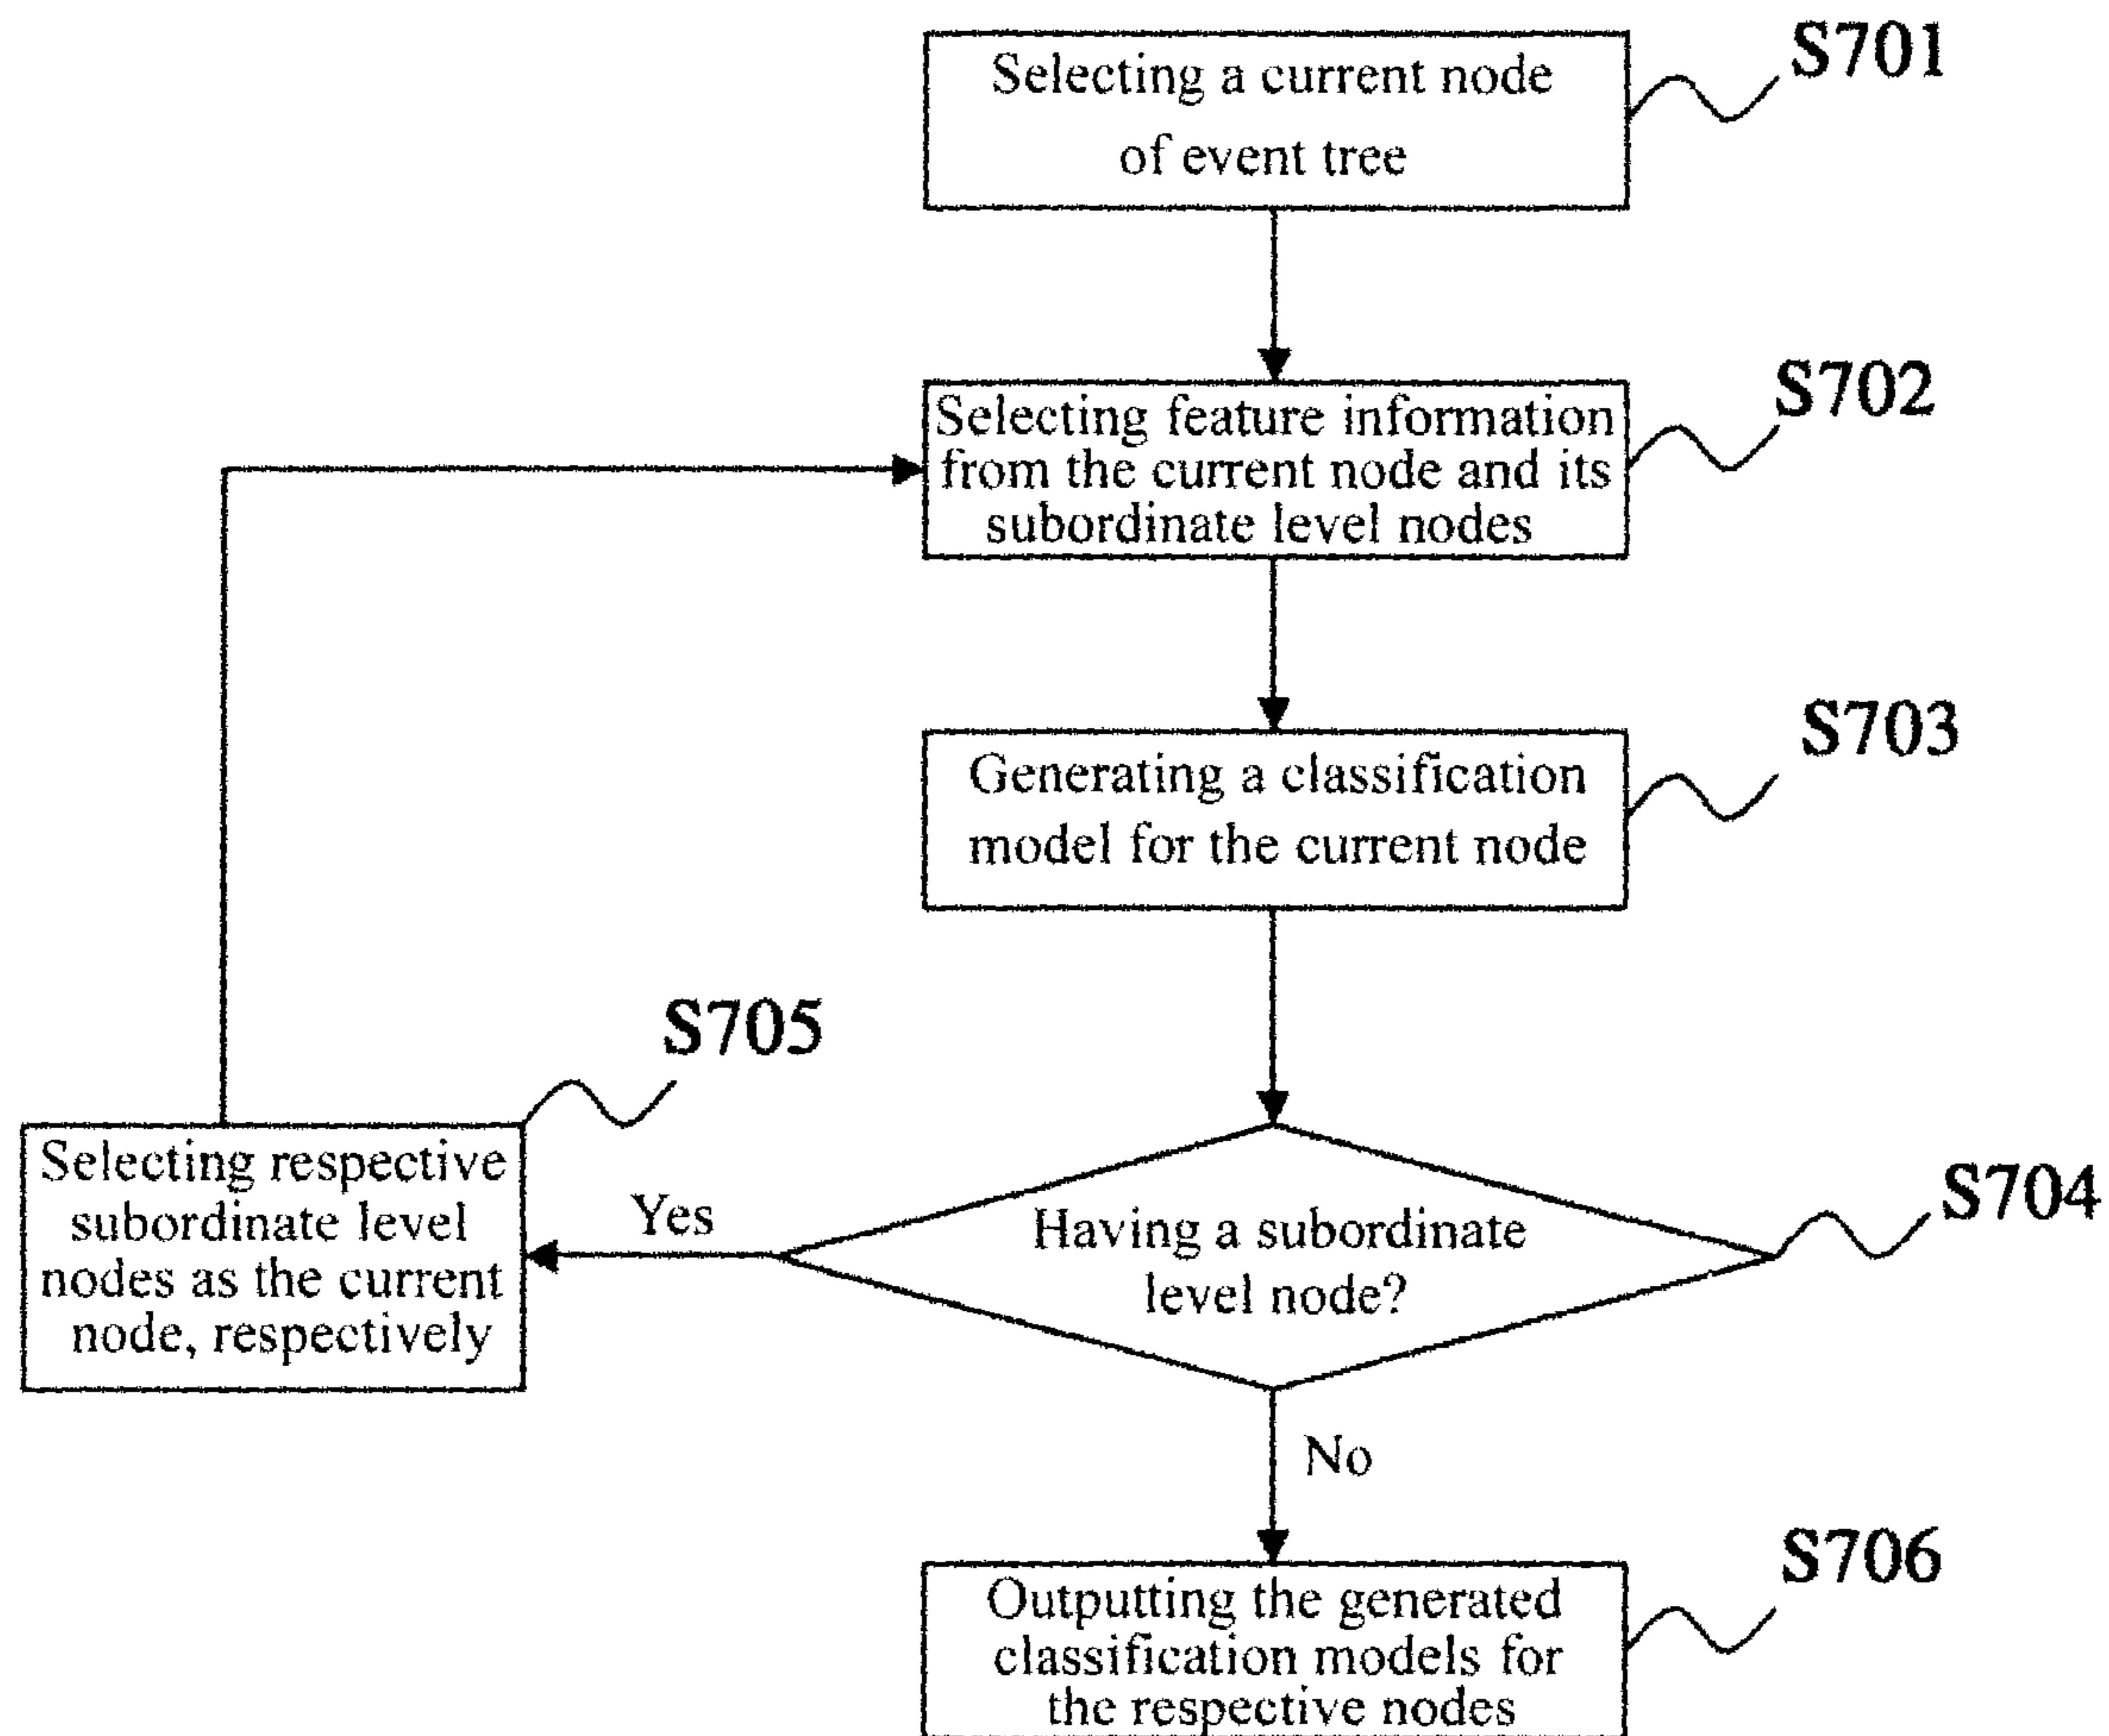 Selecting a current node
of event tree
S701
Selecting feature information
from the current node and its
subordinate level nodes
S702
Generating a classification
model for the current node
S703
Having a subordinate
level node?
S704
Yes
Selecting respective
subordinate level
nodes as the current
node, respectively
S705
No
Outputting the generated
classification models for
the respective nodes
S706